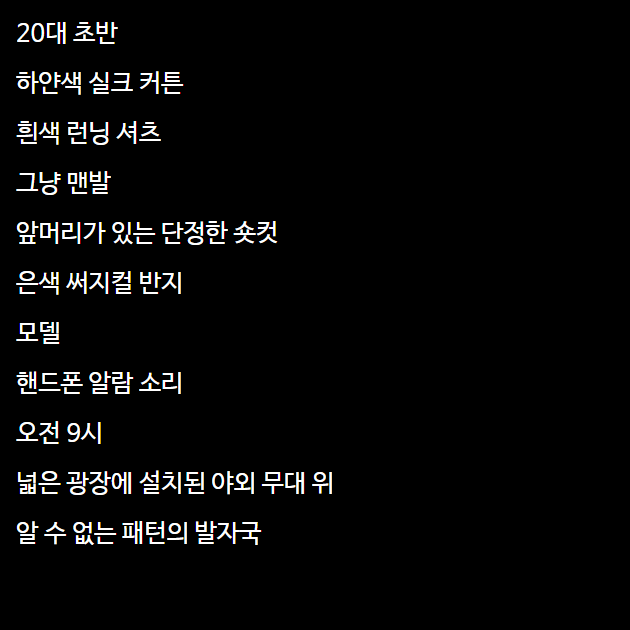 20대 초반
하얀색 실크 커튼
흰색 런닝 셔츠
그냥 맨발
앞머리가 있는 단정한 숏컷
은색 써지컬 반지
모델
핸드폰 알람 소리
오전 9시
넓은 광장에 설치된 야외 무대 위
알 수 없는 패턴의 발자국